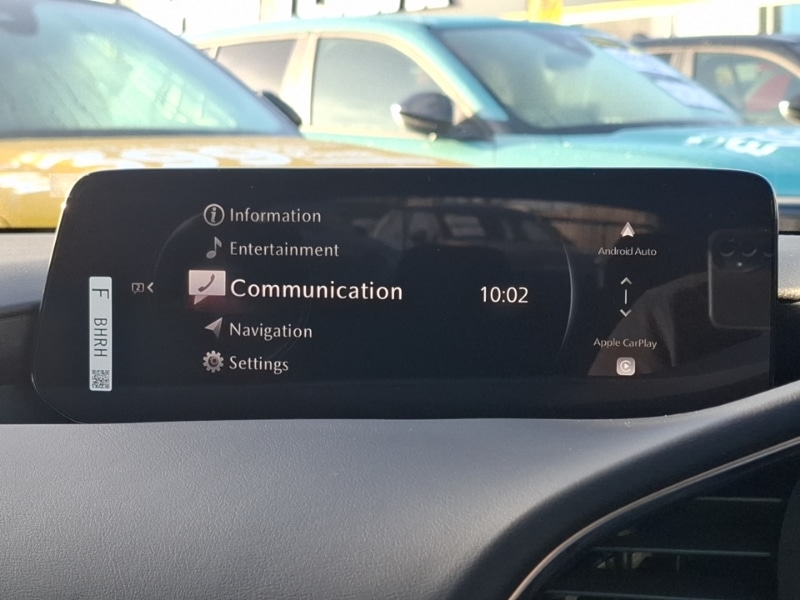 Information
Entertainment
Communication
Navigation
Settings
10:02
Android Auto
Apple CarPlay
F BHRH